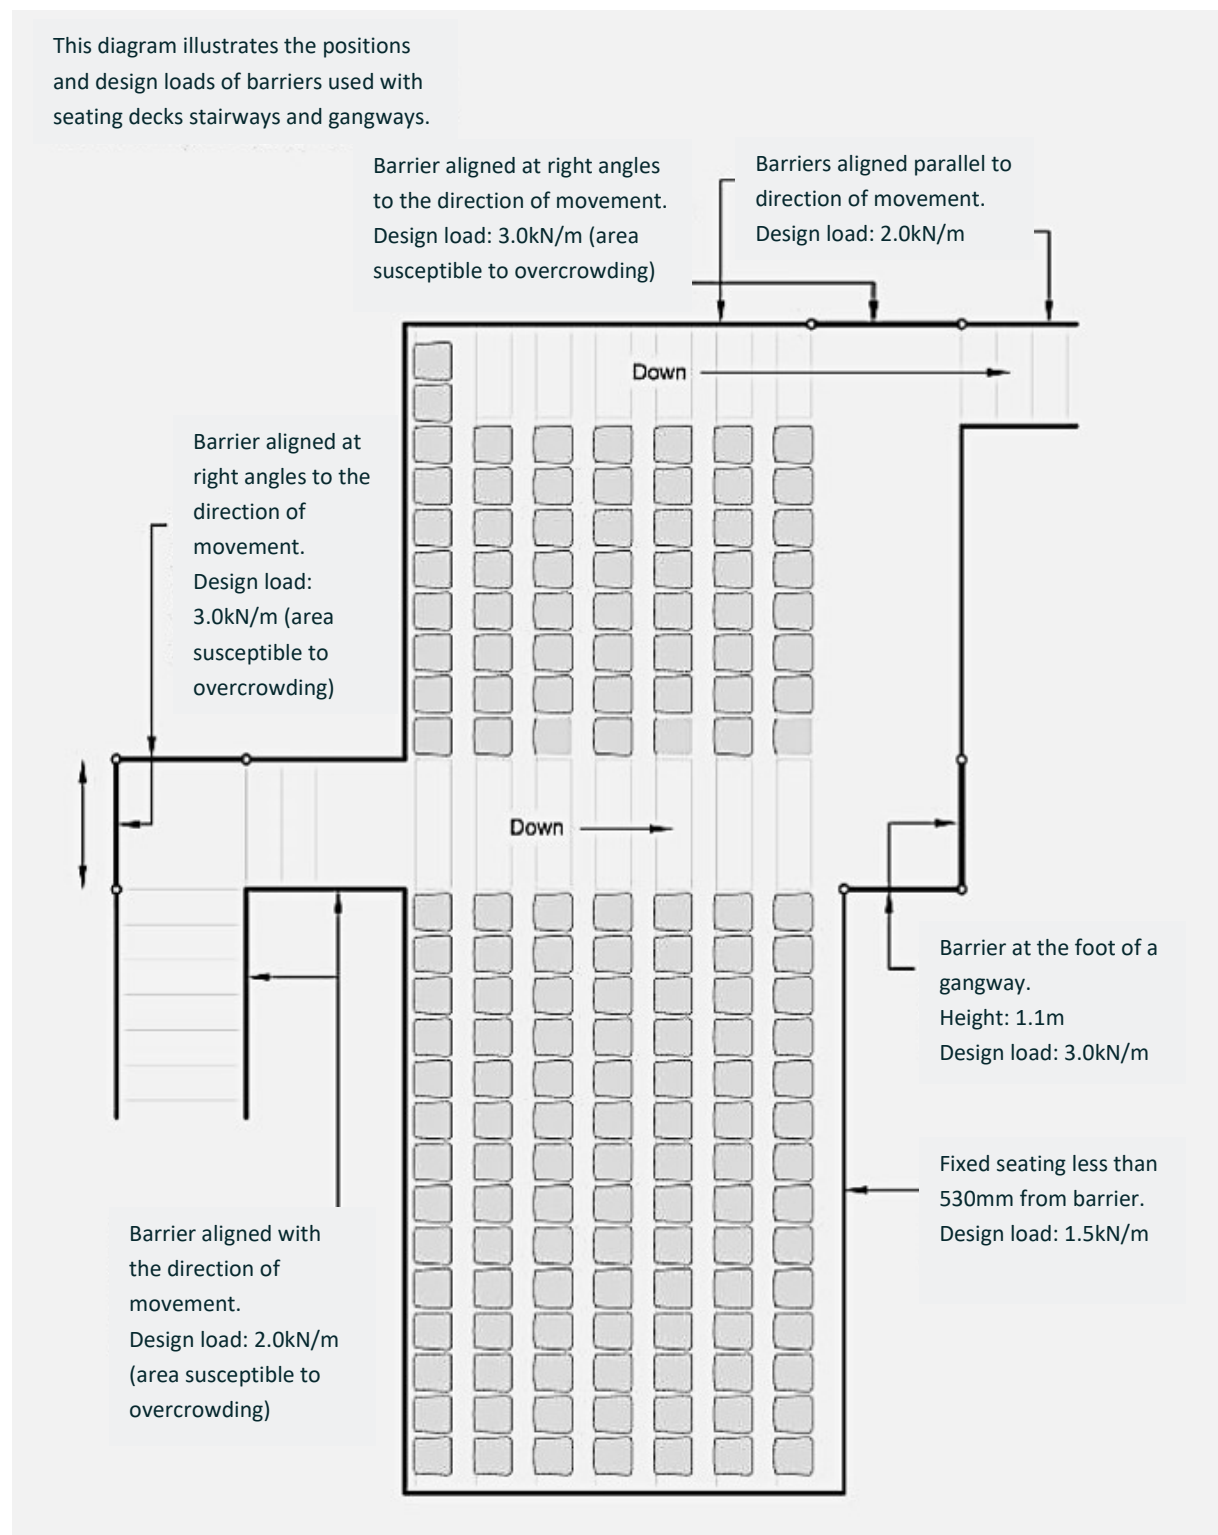 This diagram illustrates the positions
and design loads of barriers used with
seating decks stairways and gangways.
Barrier aligned at right angles
to the direction of movement.
Design load: 3.0kN/m (area
susceptible to overcrowding)
Barriers aligned parallel to
direction of movement.
Design load: 2.0kN/m
Down
Barrier aligned at
right angles to the
direction of
movement.
Design load:
3.0kN/m (area
susceptible to
overcrowding)
Down
Barrier at the foot of a
gangway.
Height: 1.1m
Design load: 3.0kN/m
Fixed seating less than
530mm from barrier.
Design load: 1.5kN/m
Barrier aligned with
the direction of
movement.
Design load: 2.0kN/m
(area susceptible to
overcrowding)